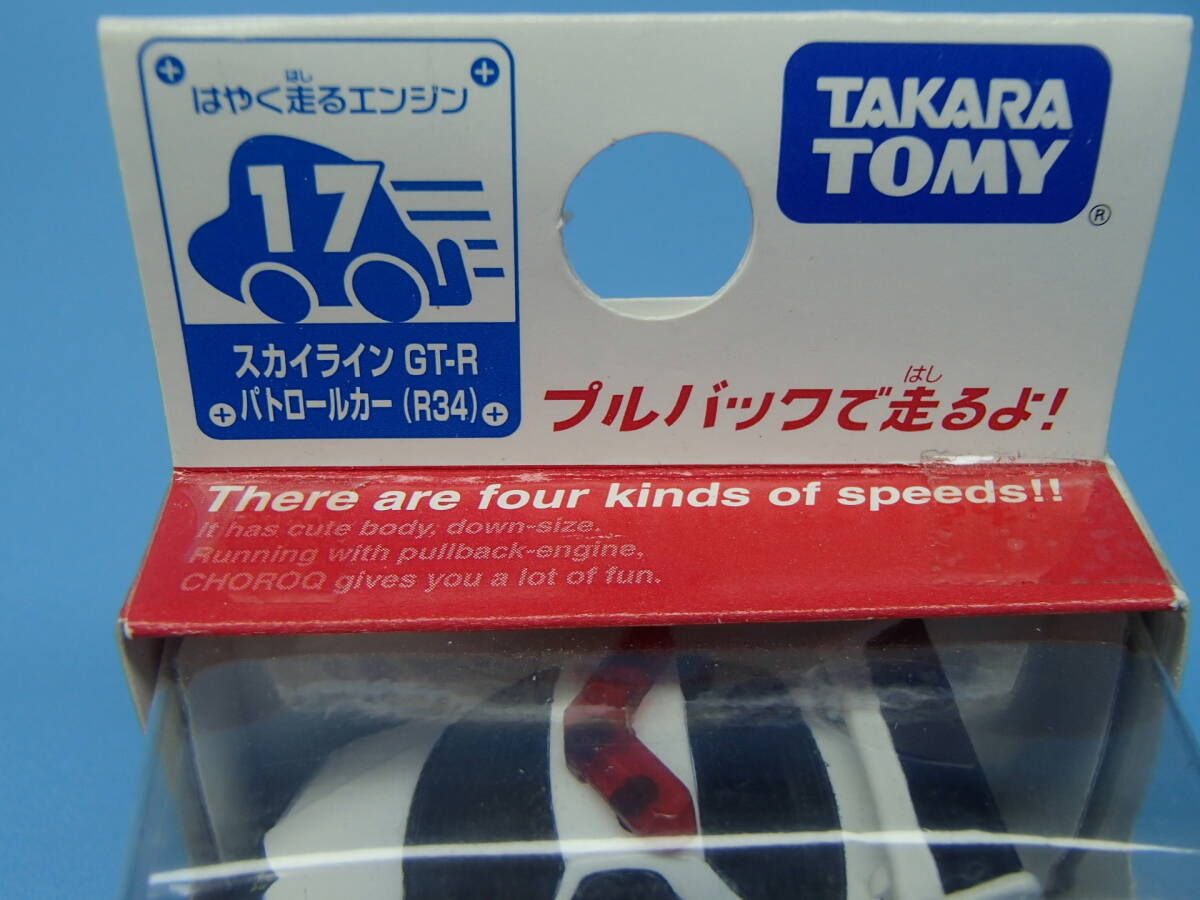 はし
はやく走るエンジン
17
スカイライン GT-R
パトロールカー (R34)
TAKARA
TOMY
®
はし
プルバックで走るよ!
There are four kinds of speeds!!
It has cute body, down-size.
Running with pullback-engine,
CHOROQ gives you a lot of fun.